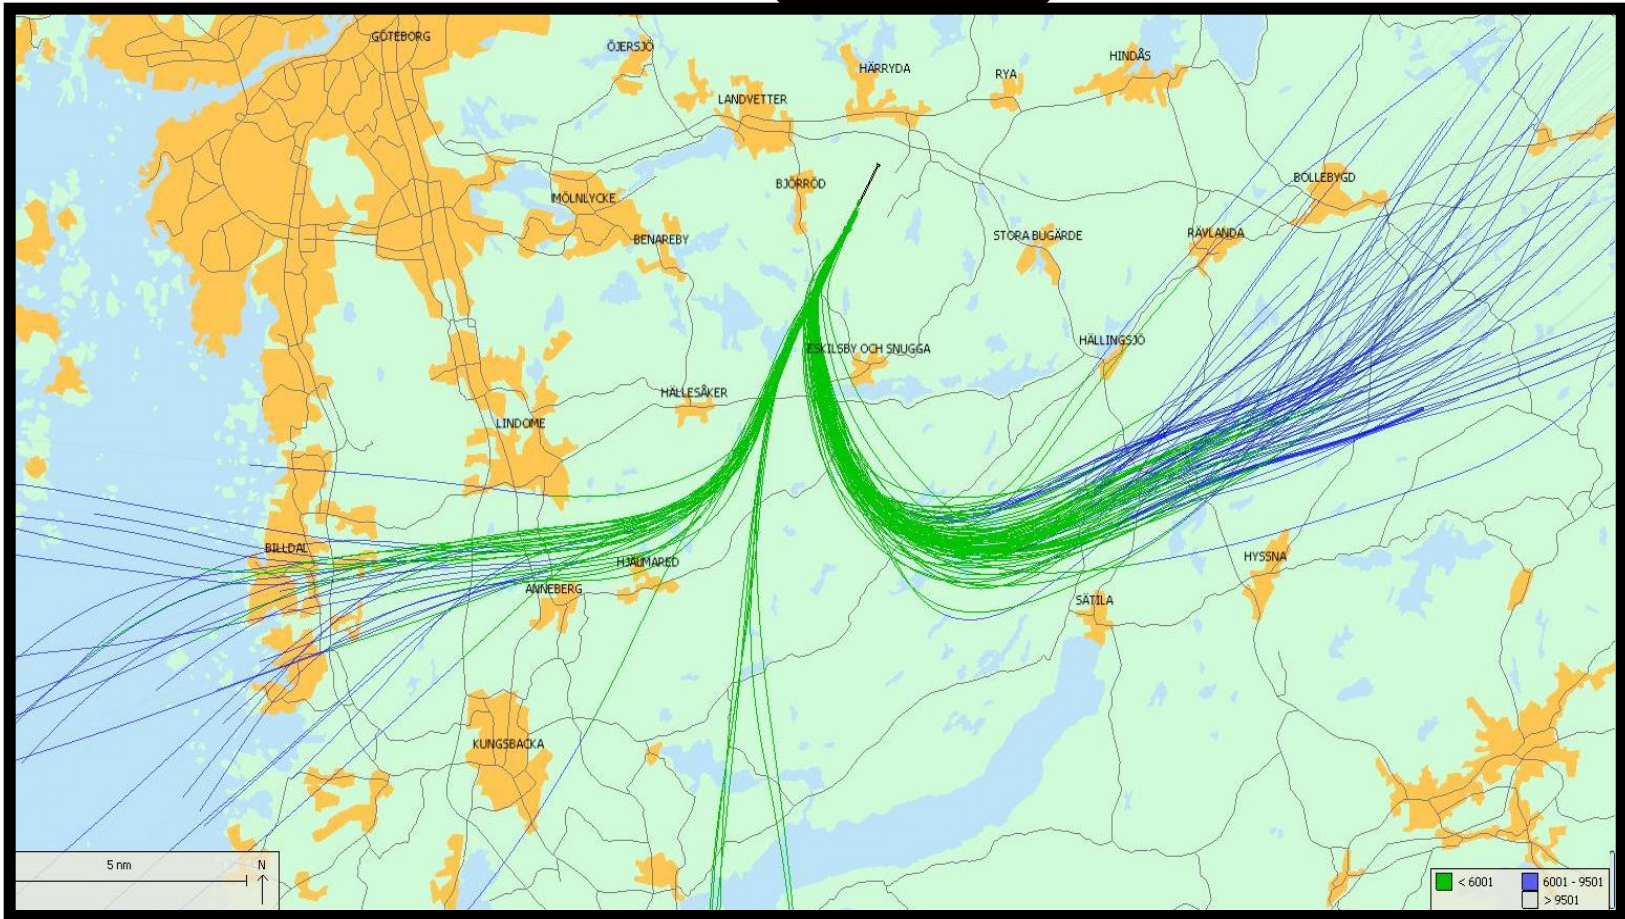 GÖTEBORG
ÖJERSJÖ
HINDÅS
HÄRRYDA
RYA
LANDVETTER
BOLLEBYGD
BJÖRRÖD
MÖLNLYCKE
RÄVLANDA
STORA BUGÄRDE
BENAREBY
HÄLLINGSJÖ
ESKILSBY OCH SNUGGA
HÄLLESÅKER
LINDOME
BILLDAL
HYSSNA
HJÄLMARED
ANNEBERG
SÄTILA
KUNGSBACKA
5 nm
N
< 6001
6001 - 9501
> 9501